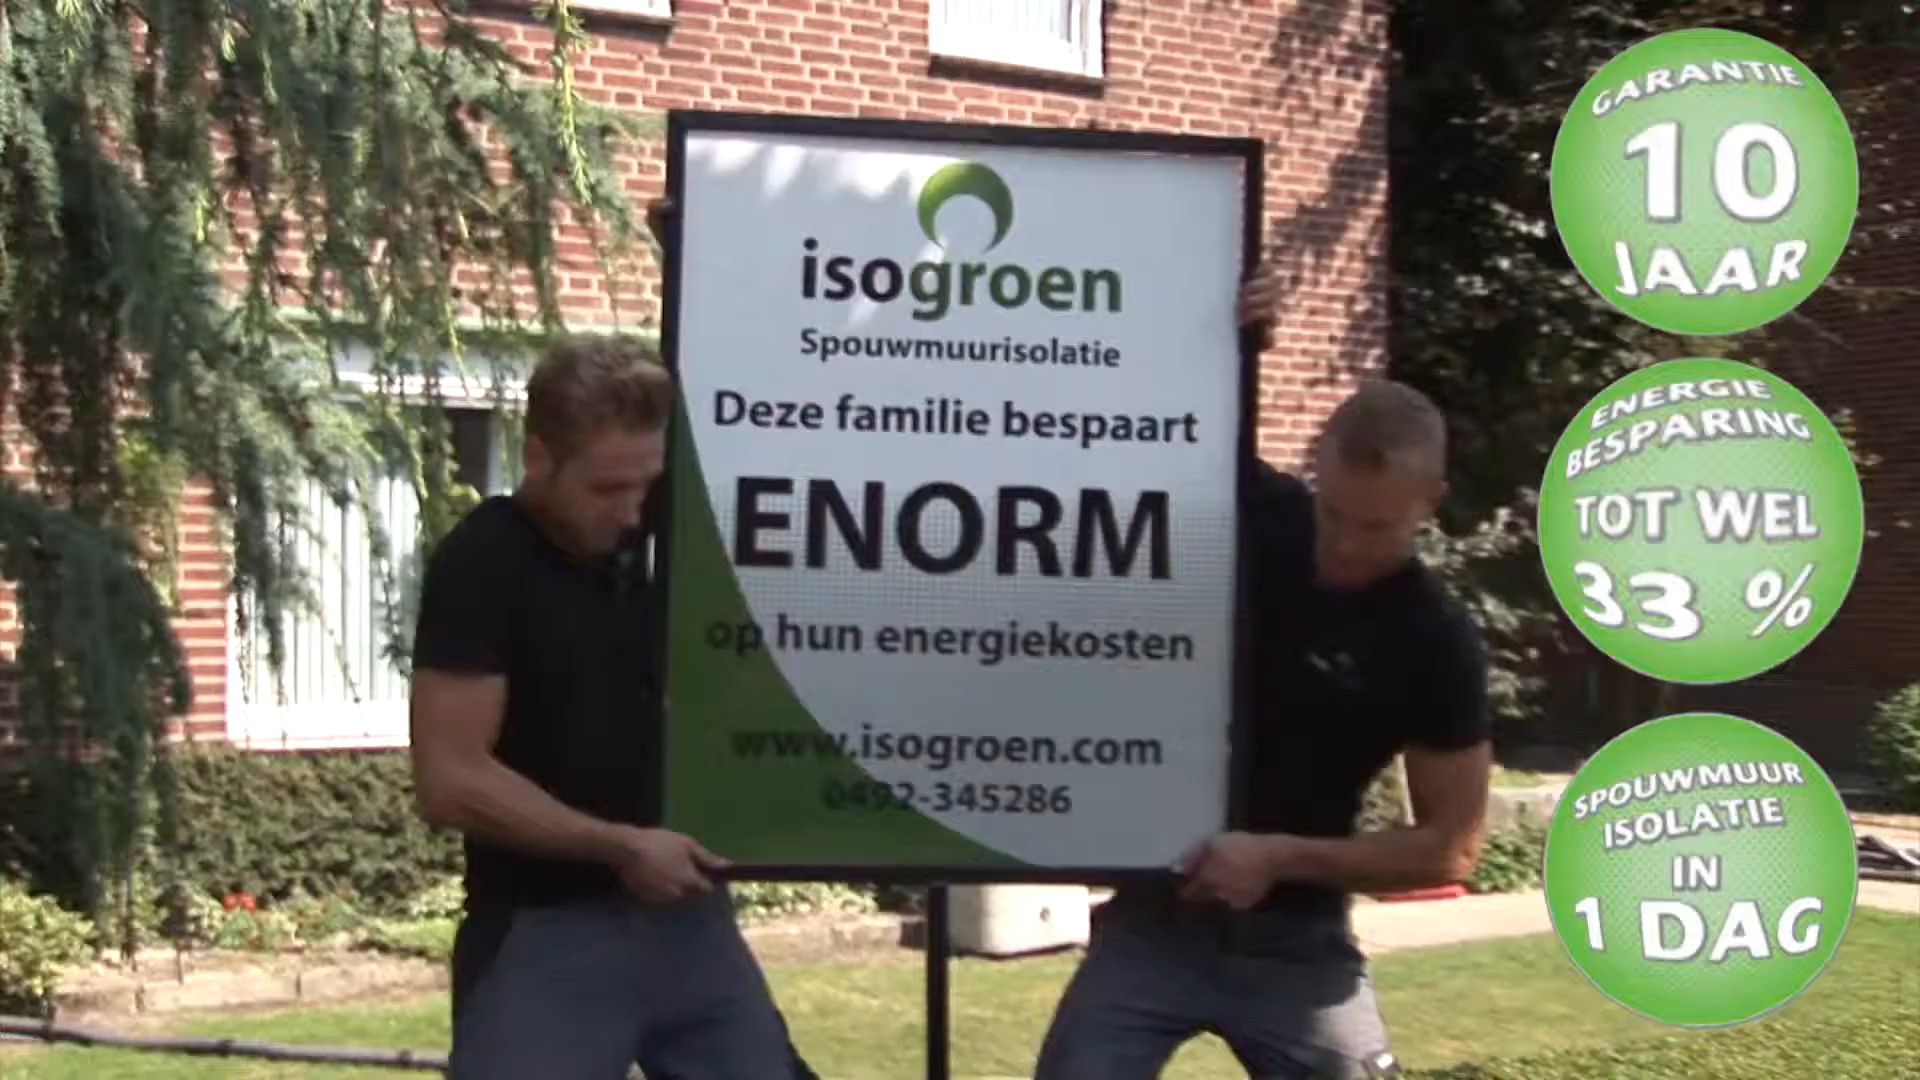 isogroen
Spouwmuurisolatie
Deze familie bespaart
ENORM
op hun energiekosten
www.isogroen.com
0492-345286
GARANTIE
10
JAAR
ENERGIE
BESPARING
TOT WEL
33 %
SPOUWMUUR
ISOLATIE
IN
1 DAG